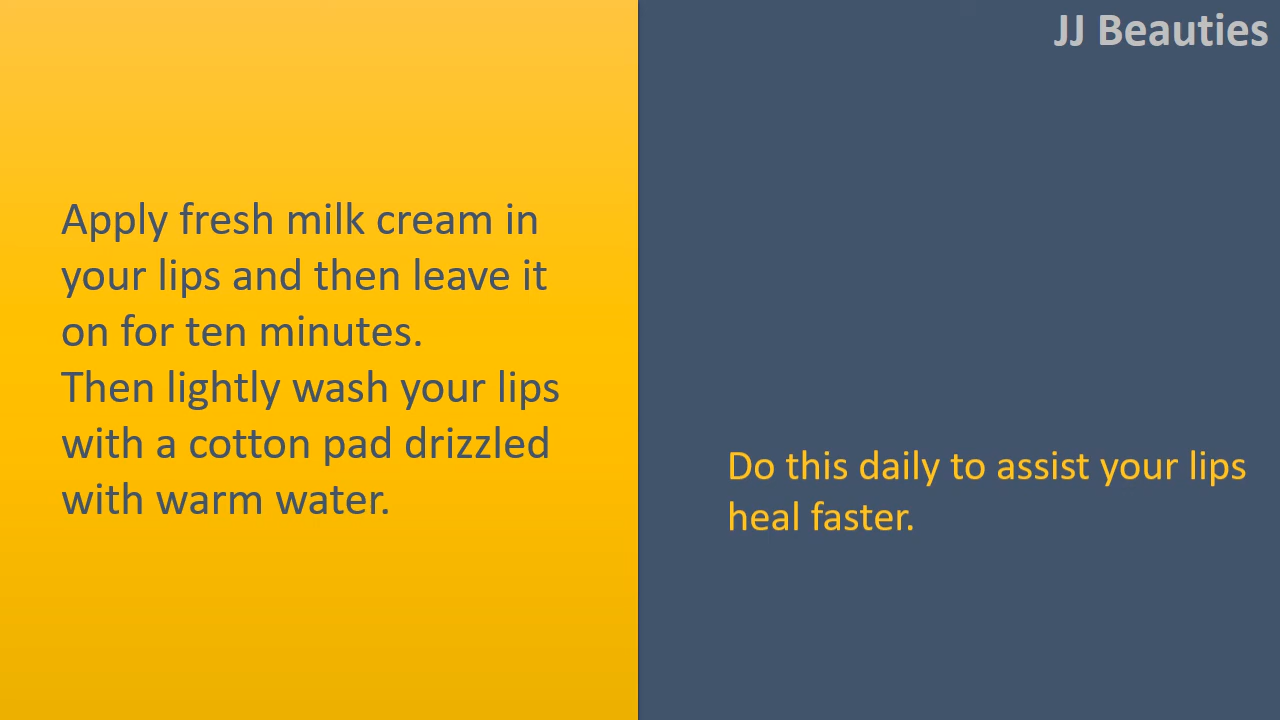 JJ Beauties
Apply fresh milk cream in
your lips and then leave it
on for ten minutes.
Then lightly wash your lips
with a cotton pad drizzled
with warm water.
Do this daily to assist your lips
heal faster.